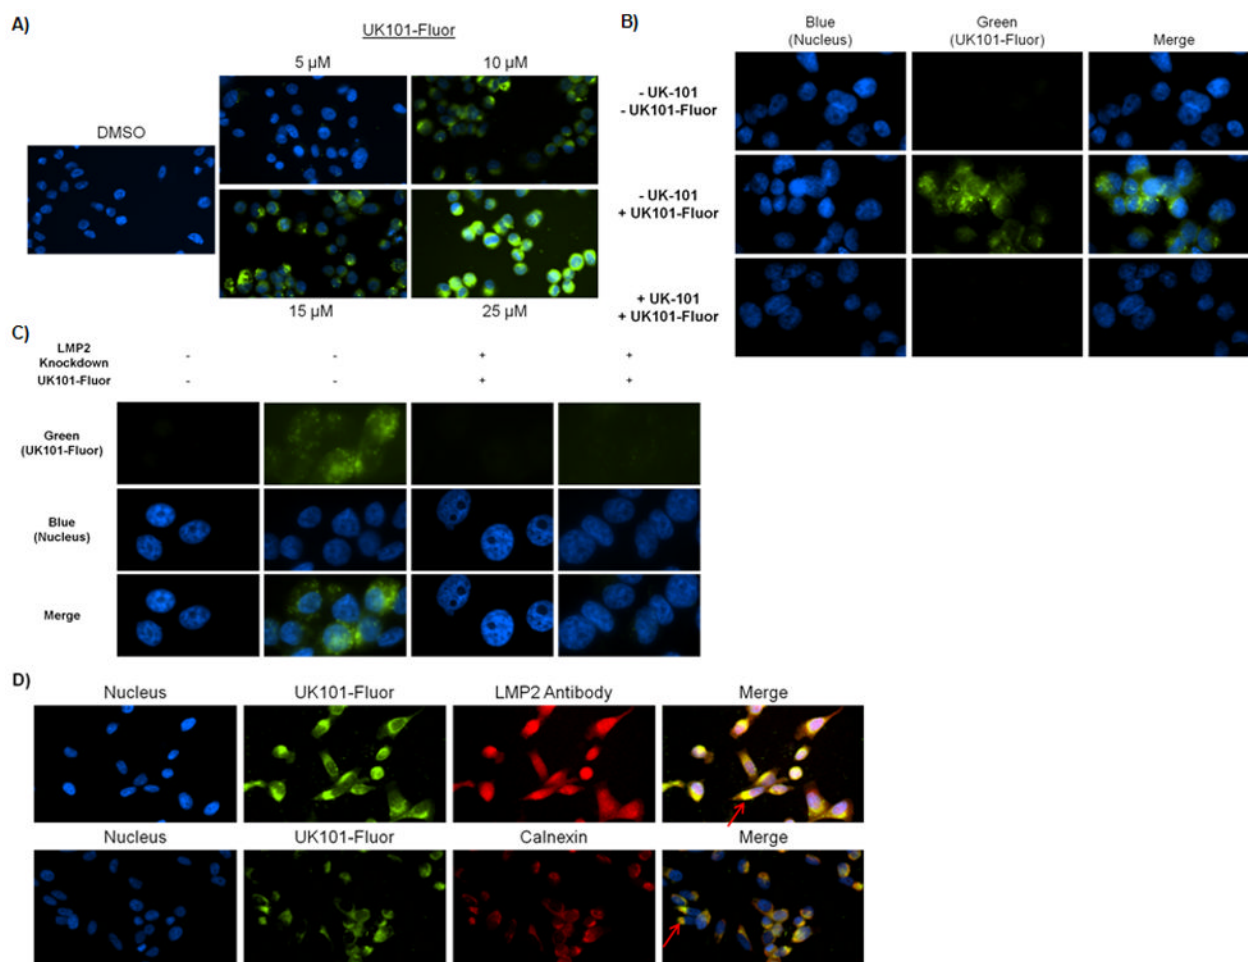 A)
UK101-Fluor
5 µM
10 µM
DMSO
15 µM
25 µM
B)
Blue
(Nucleus)
Green
(UK101-Fluor)
Merge
- UK-101
- UK101-Fluor
- UK-101
+ UK101-Fluor
+ UK-101
+ UK101-Fluor
C)
LMP2
Knockdown
- - + +
UK101-Fluor
- - + +
Green
(UK101-Fluor)
Blue
(Nucleus)
Merge
D)
Nucleus
UK101-Fluor
LMP2 Antibody
Merge
Nucleus
UK101-Fluor
Calnexin
Merge